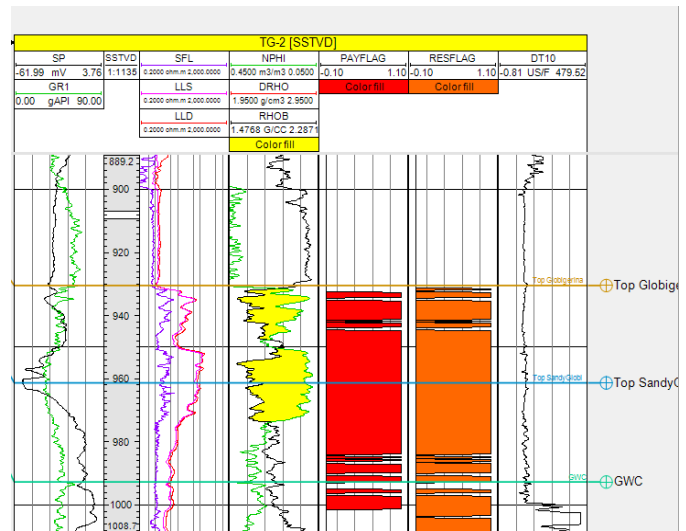 TG-2 [SSTVD]
SP SSTVD SFL NPHI PAYFLAG RESFLAG DT10
-61.99 mV 3.76 1:1135 0.2000 ohm.m 2,000.0000 0.4500 m3/m3 0.0500 -0.10 1.10 -0.10 1.10 -0.81 US/F 479.52
GR1 LLS DRHO Color fill Color fill
0.00 gAPI 90.00 0.2000 ohm.m 2,000.0000 1.9500 g/cm3 2.9500
LLD RHOB
0.2000 ohm.m 2,000.0000 1.4768 G/CC 2.2871
Color fill
889.2
900
920
Top Globigerina Top Globige
940
960
Top SandyGlobi Top SandyG
980
GWC GWC
1000
1008.7